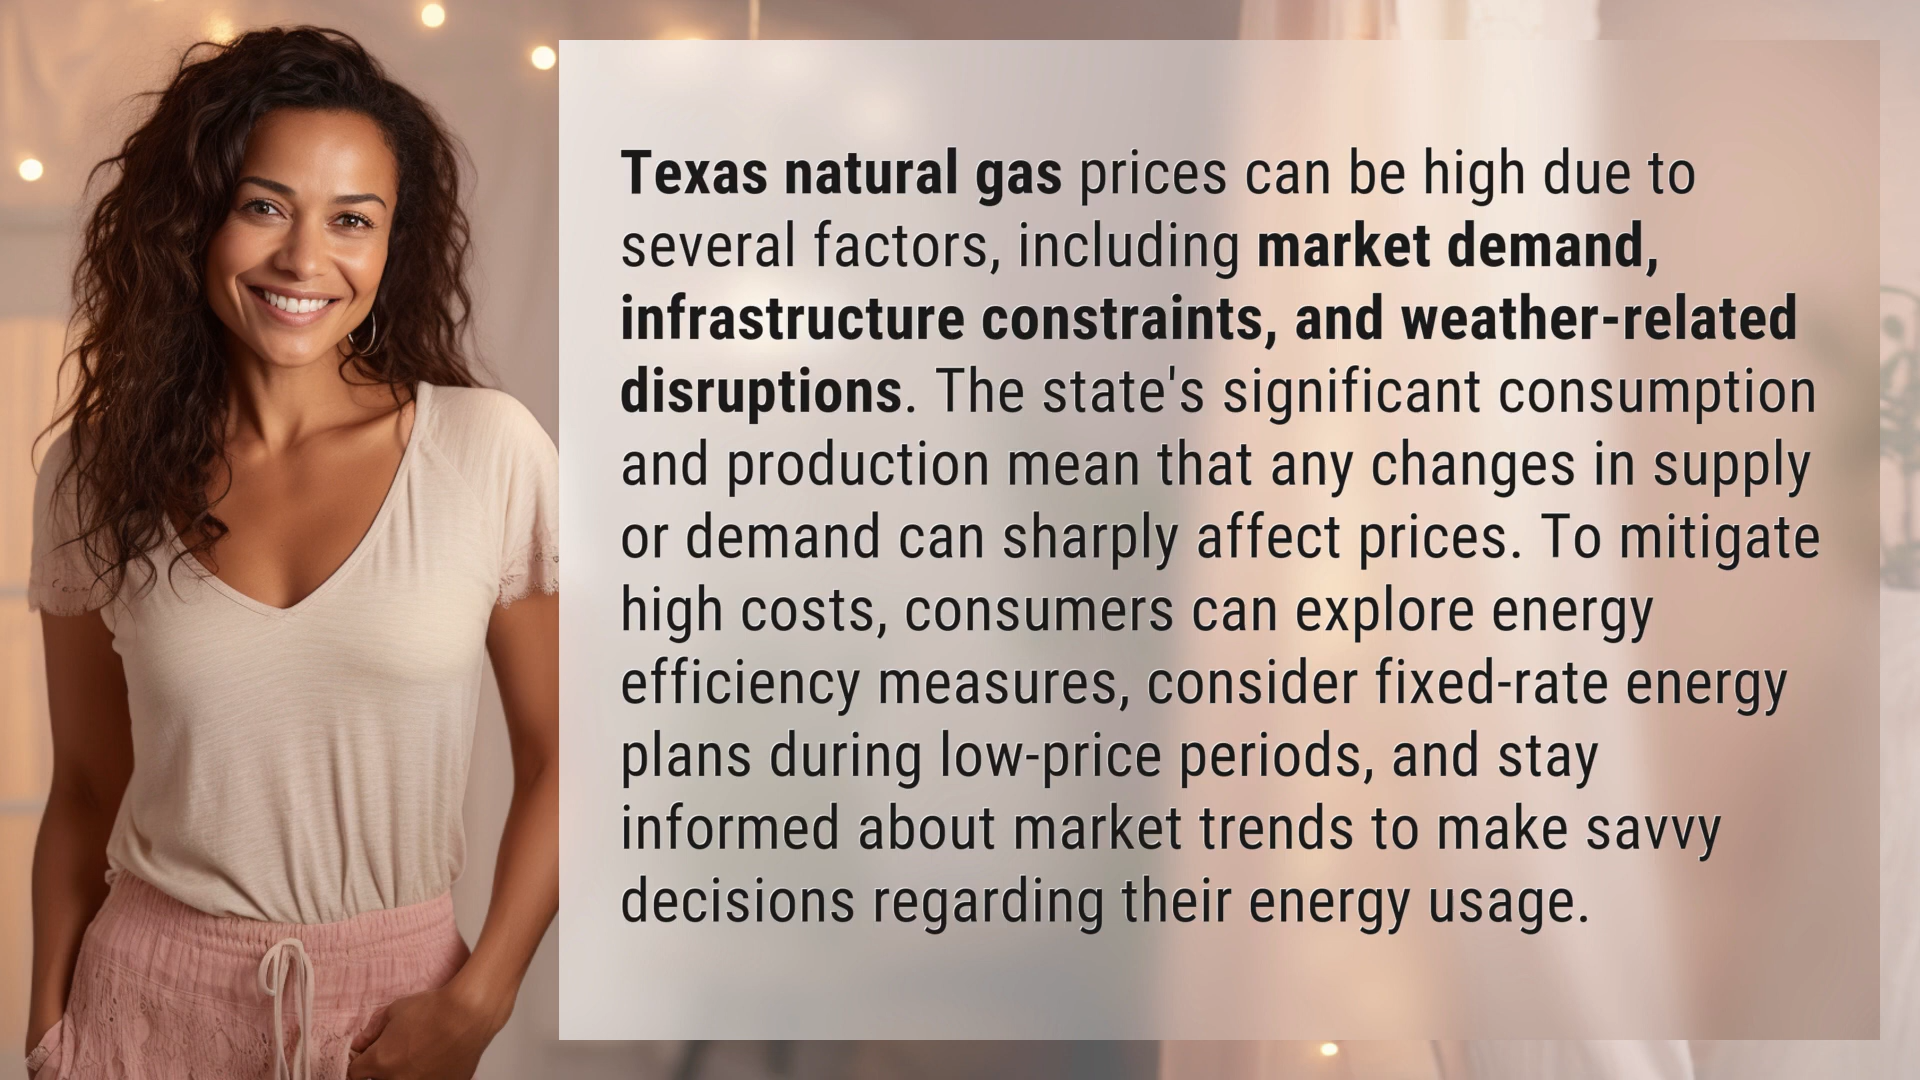 Texas natural gas prices can be high due to
several factors, including market demand,
infrastructure constraints, and weather-related
disruptions. The state's significant consumption
and production mean that any changes in supply
or demand can sharply affect prices. To mitigate
high costs, consumers can explore energy
efficiency measures, consider fixed-rate energy
plans during low-price periods, and stay
informed about market trends to make savvy
decisions regarding their energy usage.